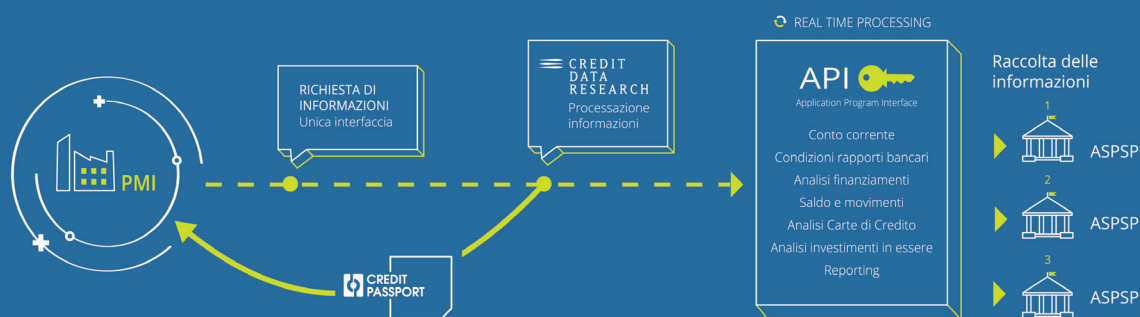 REAL TIME PROCESSING
PMI
RICHIESTA DI
INFORMAZIONI
Unica interfaccia
CREDIT
DATA
RESEARCH
Processazione
informazioni
CREDIT
PASSPORT
API
Application Program Interface
Conto corrente
Condizioni rapporti bancari
Analisi finanziamenti
Saldo e movimenti
Analisi Carte di Credito
Analisi investimenti in essere
Reporting
Raccolta delle
informazioni
1
ASPSP
2
ASPSP
3
ASPSP